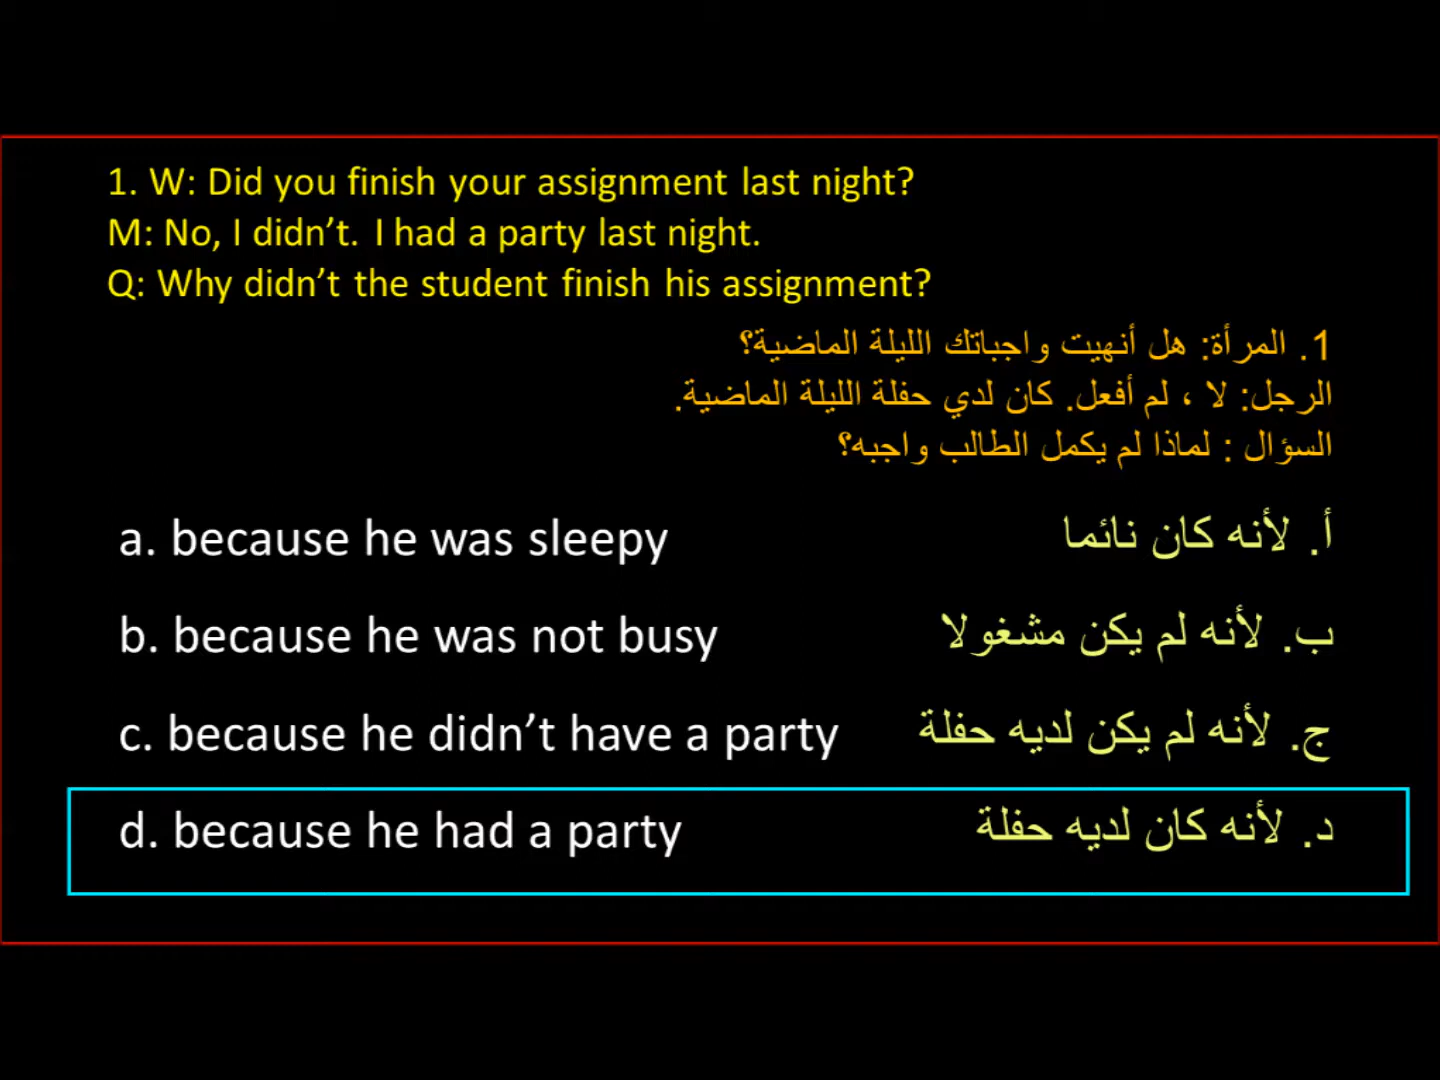 1. W: Did you finish your assignment last night?
M: No, I didn’t. I had a party last night.
Q: Why didn’t the student finish his assignment?
1. المرأة: هل أنهيت واجباتك الليلة الماضية؟
الرجل: لا ، لم أفعل. كان لدي حفلة الليلة الماضية.
السؤال : لماذا لم يكمل الطالب واجبه؟
a. because he was sleepy
أ. لأنه كان نائما
b. because he was not busy
ب. لأنه لم يكن مشغولا
c. because he didn’t have a party
ج. لأنه لم يكن لديه حفلة
d. because he had a party
د. لأنه كان لديه حفلة